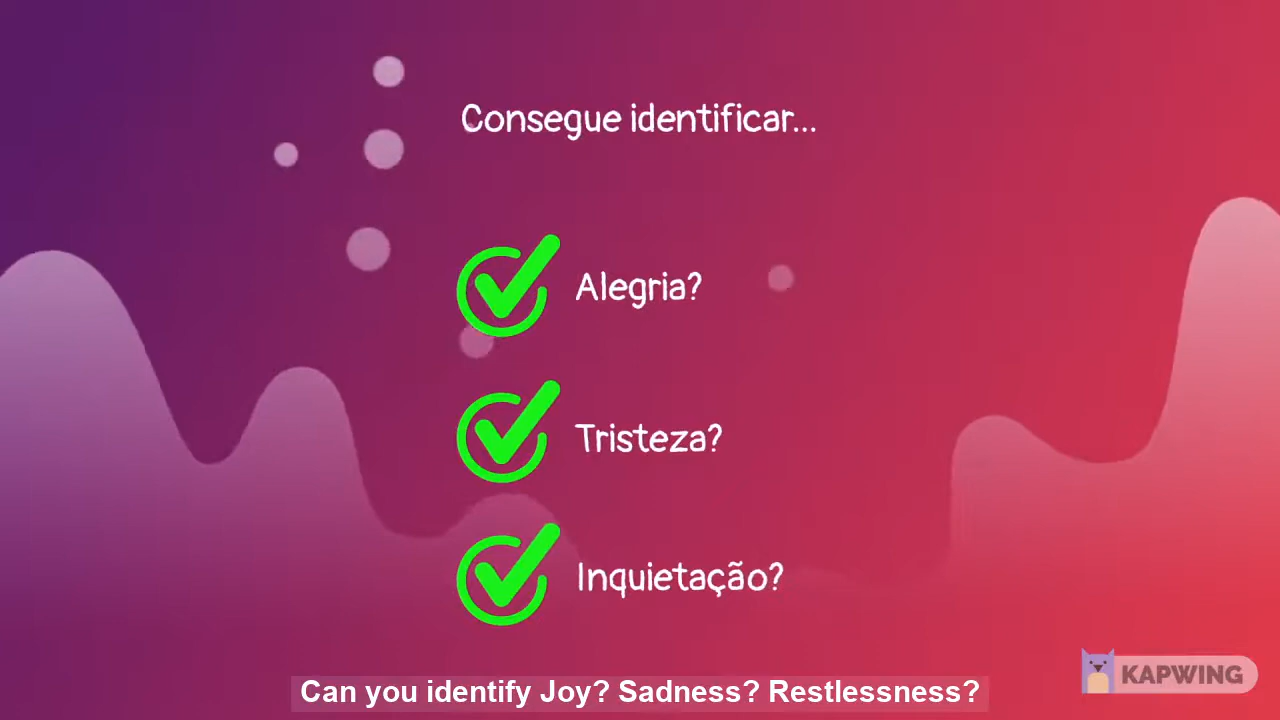 Consegue identificar...
Alegria?
Tristeza?
Inquietação?
KAPWING
Can you identify Joy? Sadness? Restlessness?